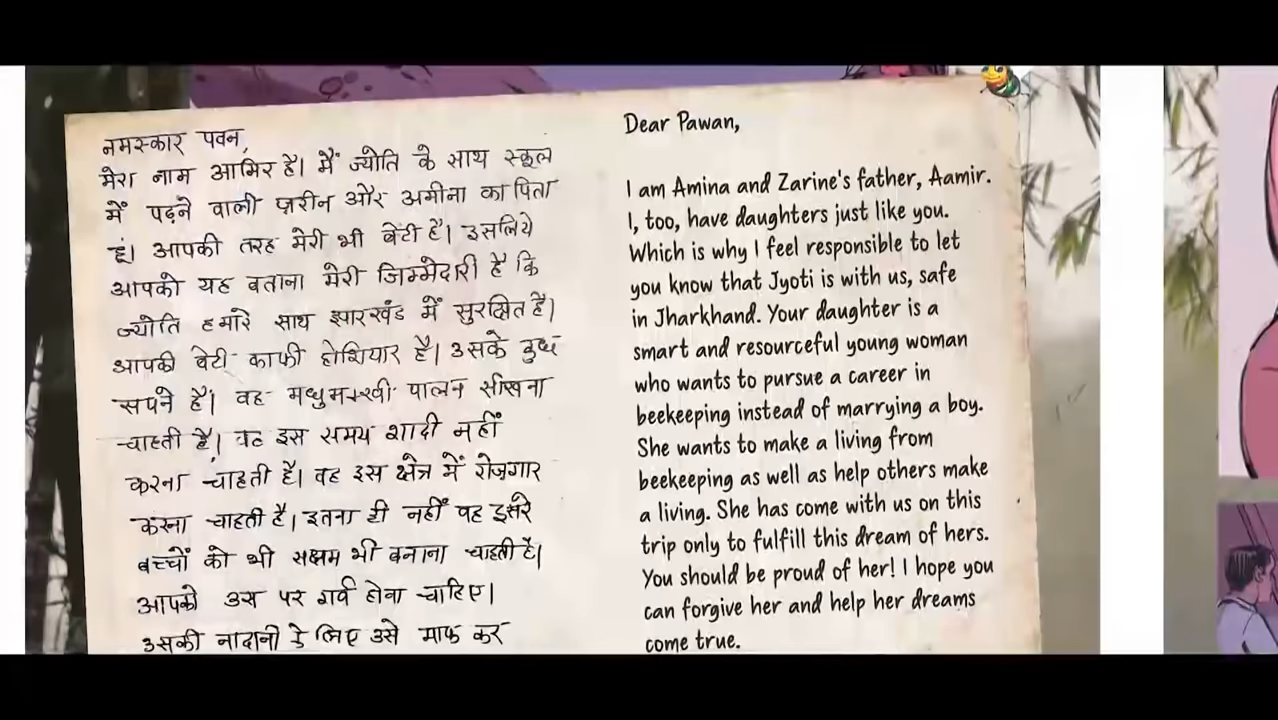 नमस्कार पवन,
मेरा नाम आमिर है। मैं ज्योति के साथ स्कूल
में पढ़ने वाली ज़रीन और अमीना का पिता
हूं। आपकी तरह मेरी भी बेटी है। इसलिये
आपको यह बताना मेरी जिम्मेदारी है कि
ज्योति हमारे साथ झारखंड में सुरक्षित है।
आपकी बेटी काफी होशियार है। उसके कुछ
सपने है। वह मधुमक्खी पालन सीखना
चाहती है। वह इस समय शादी नहीं
करना चाहती है। वह इस क्षेत्र में रोज़गार
करना चाहती है। इतना ही नहीं वह दूसरे
बच्चों को भी सक्षम भी बनाना चाहती है।
आपको उस पर गर्व होना चाहिए।
उसकी नादानी के लिए उसे माफ कर
Dear Pawan,
I am Amina and Zarine's father, Aamir.
I, too, have daughters just like you.
Which is why I feel responsible to let
you know that Jyoti is with us, safe
in Jharkhand. Your daughter is a
smart and resourceful young woman
who wants to pursue a career in
beekeeping instead of marrying a boy.
She wants to make a living from
beekeeping as well as help others make
a living. She has come with us on this
trip only to fulfill this dream of hers.
You should be proud of her! I hope you
can forgive her and help her dreams
come true.